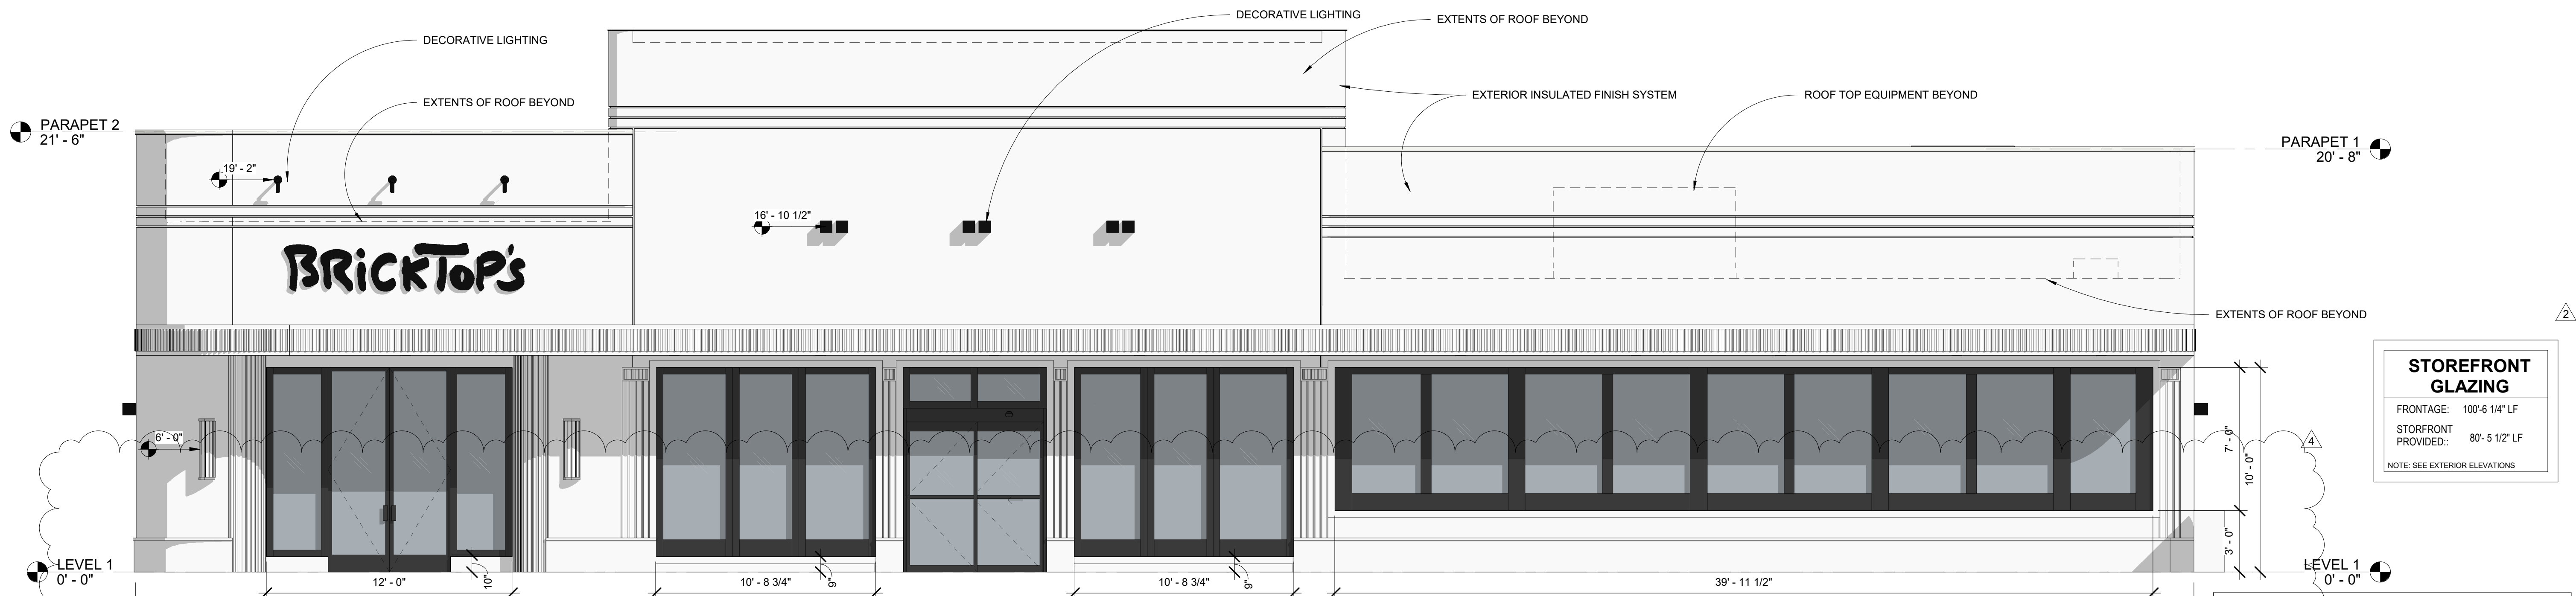 DECORATIVE LIGHTING
EXTENTS OF ROOF BEYOND
DECORATIVE LIGHTING
EXTENTS OF ROOF BEYOND
EXTERIOR INSULATED FINISH SYSTEM
ROOF TOP EQUIPMENT BEYOND
PARAPET 2
21' - 6"
PARAPET 1
20' - 8"
19' - 2"
16' - 10 1/2"
BRICKTOP'S
EXTENTS OF ROOF BEYOND
2
STOREFRONT
GLAZING
FRONTAGE: 100'-6 1/4" LF
STORFRONT
PROVIDED:: 80'- 5 1/2" LF
NOTE: SEE EXTERIOR ELEVATIONS
6' - 0"
4
7' - 0"
10' - 0"
3' - 0"
LEVEL 1
0' - 0"
12' - 0"
10"
10' - 8 3/4"
9"
10' - 8 3/4"
9"
39' - 11 1/2"
LEVEL 1
0' - 0"